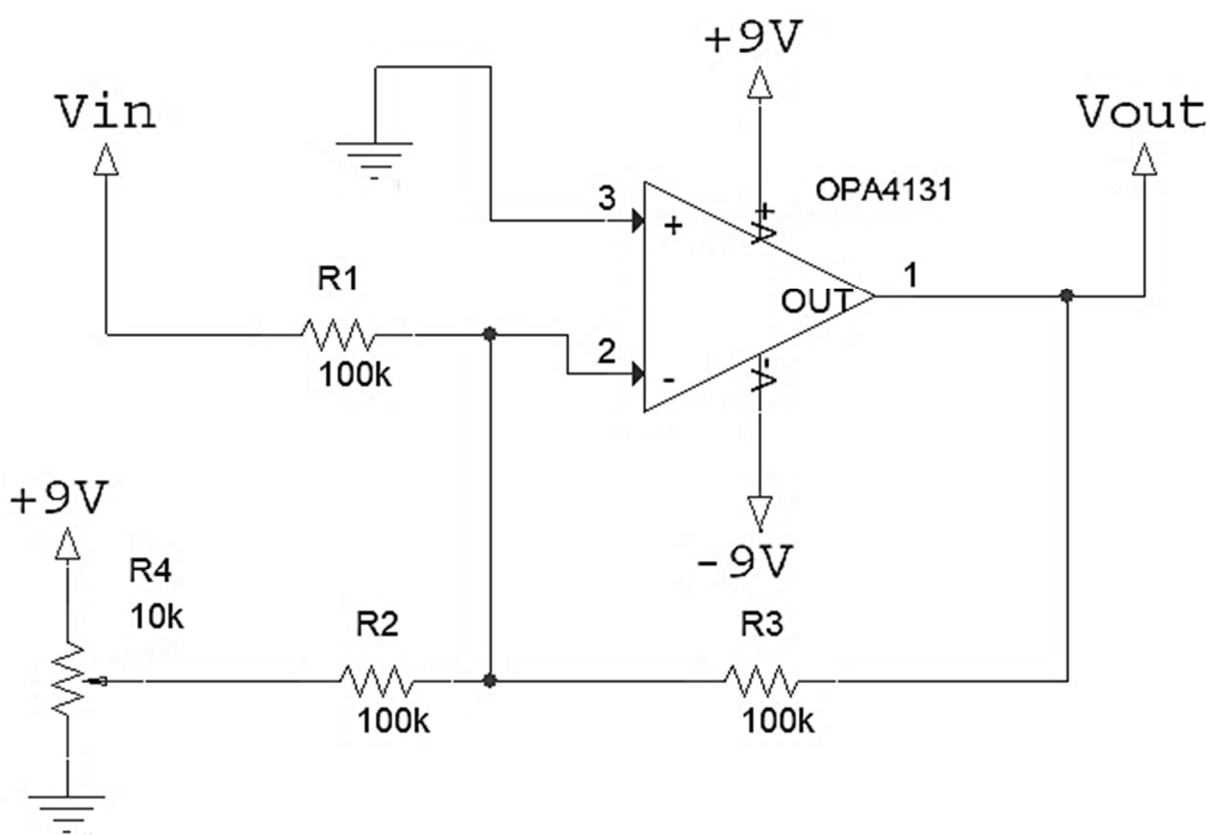 +9V
Vin
Vout
OPA4131
3
+
V+
R1
1
OUT
100k
2
-
V-
+9V
-9V
R4
10k
R2
R3
100k
100k